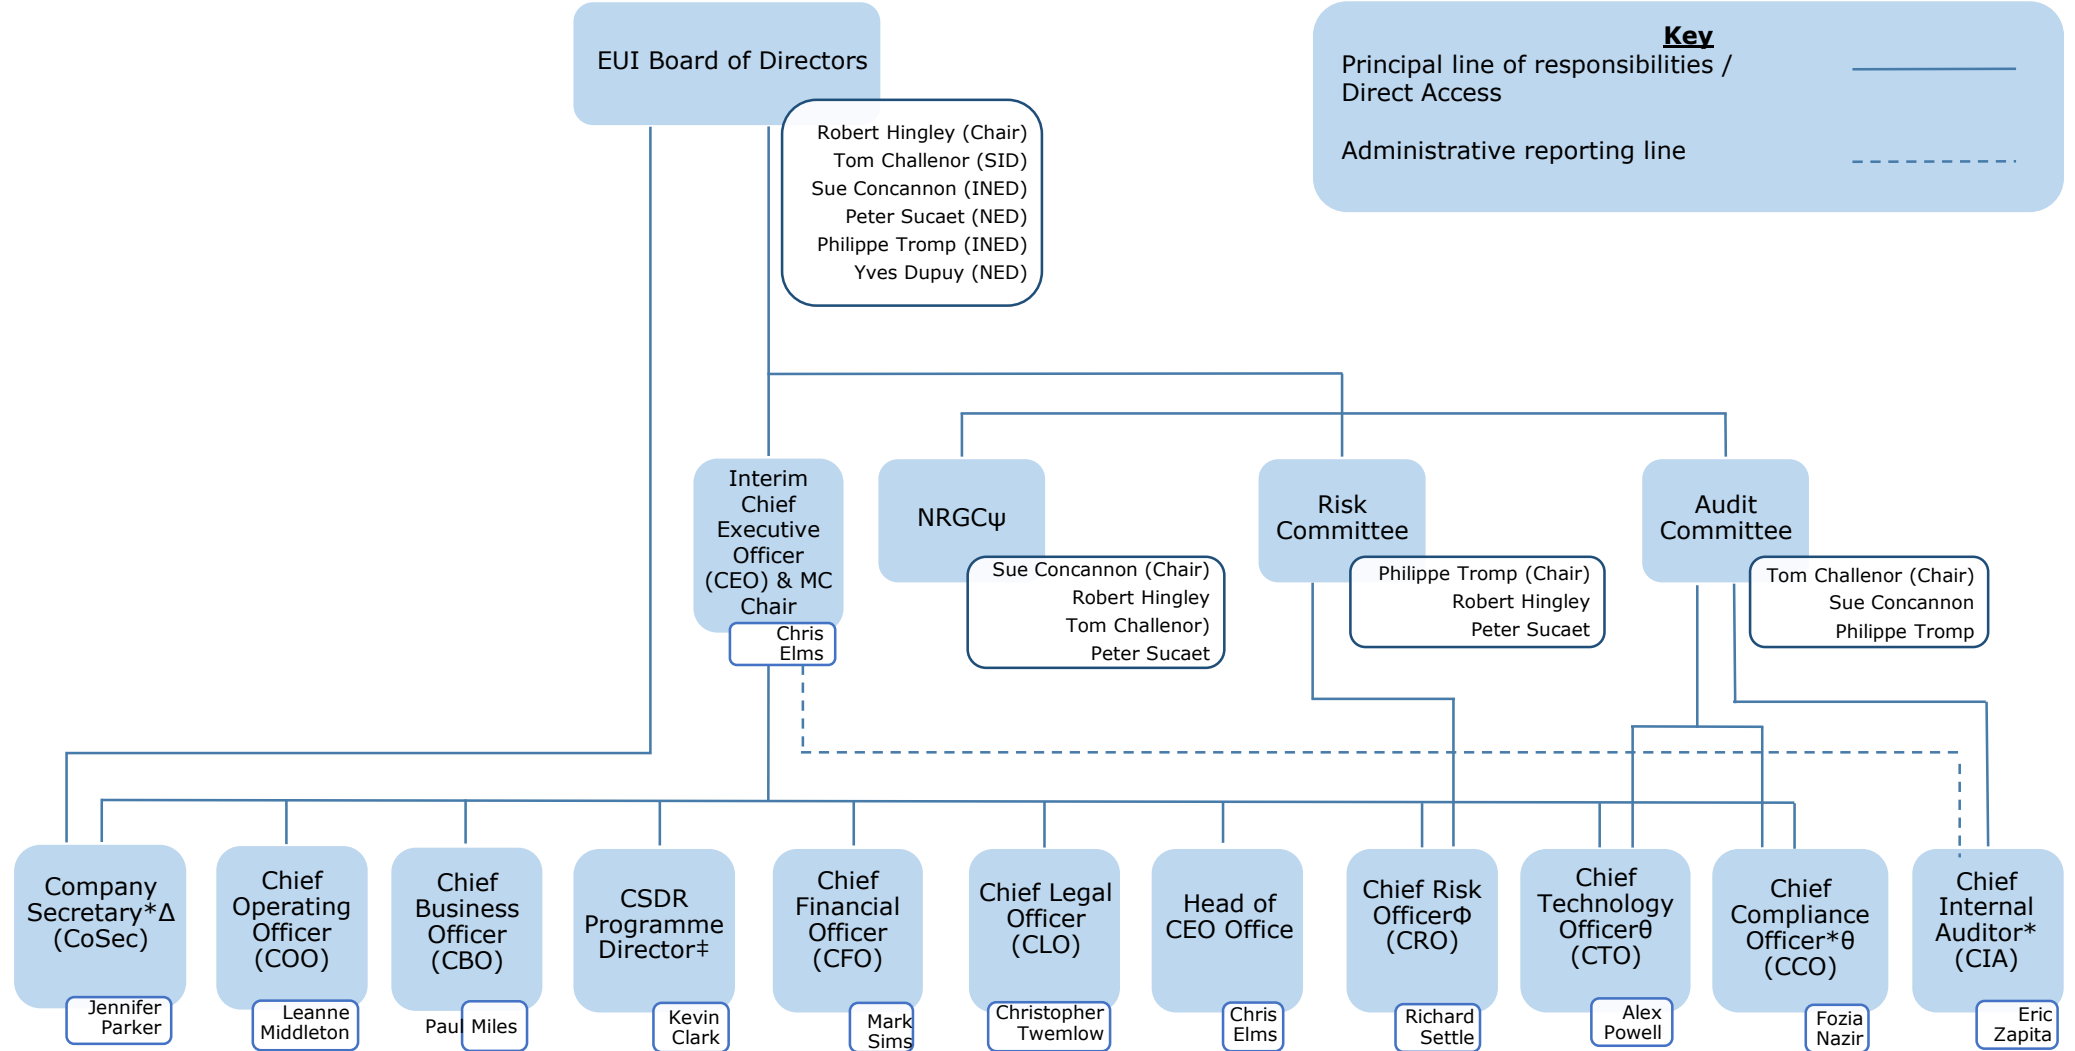 EUI Board of Directors
Robert Hingley (Chair)
Tom Challenor (SID)
Sue Concannon (INED)
Peter Sucaet (NED)
Philippe Tromp (INED)
Yves Dupuy (NED)
Key
Principal line of responsibilities /
Direct Access
Administrative reporting line
Interim
Chief
Executive
Officer
(CEO) & MC
Chair
Chris
Elms
NRGCψ
Sue Concannon (Chair)
Robert Hingley
Tom Challenor)
Peter Sucaet
Risk
Committee
Philippe Tromp (Chair)
Robert Hingley
Peter Sucaet
Audit
Committee
Tom Challenor (Chair)
Sue Concannon
Philippe Tromp
Company
Secretary*Δ
(CoSec)
Jennifer
Parker
Chief
Operating
Officer
(COO)
Leanne
Middleton
Chief
Business
Officer
(CBO)
Paul Miles
CSDR
Programme
Director‡
Kevin
Clark
Chief
Financial
Officer
(CFO)
Mark
Sims
Chief Legal
Officer
(CLO)
Christopher
Twemlow
Head of
CEO Office
Chris
Elms
Chief Risk
OfficerΦ
(CRO)
Richard
Settle
Chief
Technology
Officerθ
(CTO)
Alex
Powell
Chief
Compliance
Officer*θ
(CCO)
Fozia
Nazir
Chief
Internal
Auditor*
(CIA)
Eric
Zapita